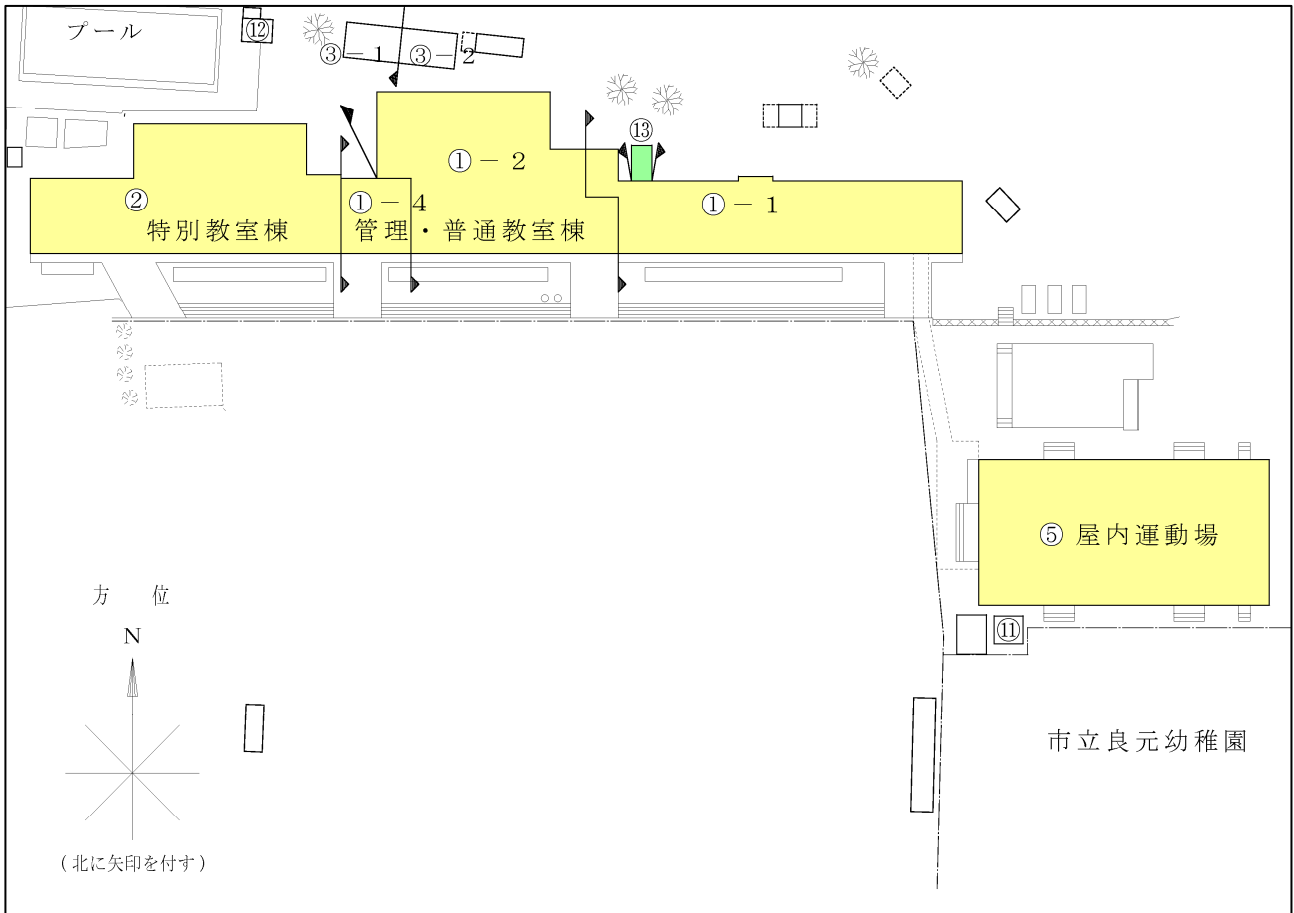 プール
⑫
③－1
③－2
⑬
①－2
②
①－4
①－1
特別教室棟
管理・普通教室棟
⑤ 屋内運動場
方　位
N
⑪
市立良元幼稚園
(北に矢印を付す)